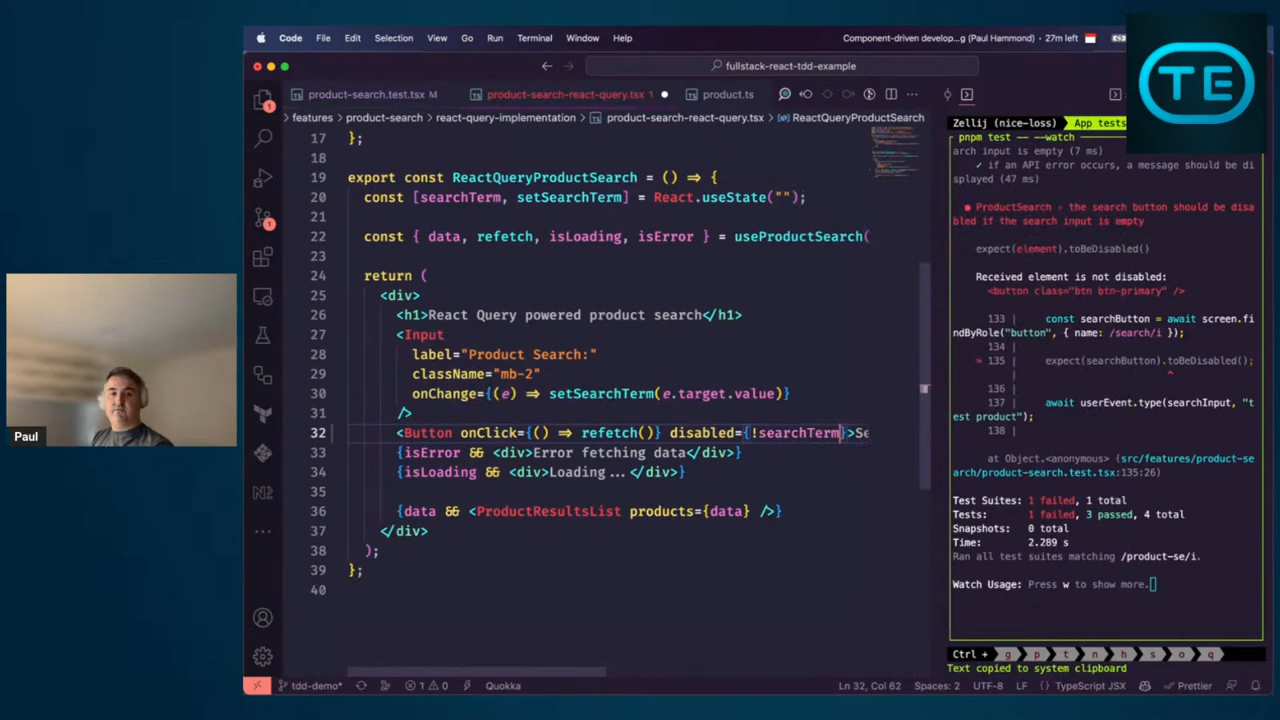 Code File Edit Selection View Go Run Terminal Window Help
Component-driven develop...g (Paul Hammond) · 27m left
TE
fullstack-react-tdd-example
product-search.test.tsx M
product-search-react-query.tsx 1
product.ts
features > product-search > react-query-implementation > product-search-react-query.tsx > ReactQueryProductSearch
17 };
18
19 export const ReactQueryProductSearch = () => {
20 const [searchTerm, setSearchTerm] = React.useState("");
21
22 const { data, refetch, isLoading, isError } = useProductSearch(
23
24 return (
25 <div>
26 <h1>React Query powered product search</h1>
27 <Input
28 label="Product Search:"
29 className="mb-2"
30 onChange={(e) => setSearchTerm(e.target.value)}
31 />
32 <Button onClick={() => refetch()} disabled={!searchTerm}>Se
33 {isError && <div>Error fetching data</div>}
34 {isLoading && <div>Loading...</div>}
35
36 {data && <ProductResultsList products={data} />}
37 </div>
38 );
39 };
40
Zellij (nice-loss) App tests
pnpm test -- --watch
arch input is empty (7 ms)
✓ if an API error occurs, a message should be di
splayed (47 ms)
● ProductSearch › the search button should be disa
bled if the search input is empty
expect(element).toBeDisabled()
Received element is not disabled:
<button class="btn btn-primary" />
133 | const searchButton = await screen.fi
ndByRole("button", { name: /search/i });
134 |
> 135 | expect(searchButton).toBeDisabled();
| ^
136 |
137 | await userEvent.type(searchInput, "t
est product");
138 |
at Object.<anonymous> (src/features/product-se
arch/product-search.test.tsx:135:26)
Test Suites: 1 failed, 1 total
Tests: 1 failed, 3 passed, 4 total
Snapshots: 0 total
Time: 2.289 s
Ran all test suites matching /product-se/i.
Watch Usage: Press w to show more.
Ctrl + g p t n h s o q
Text copied to system clipboard
Paul
tdd-demo* 1 0 Quokka
Ln 32, Col 62 Spaces: 2 UTF-8 LF {} TypeScript JSX Prettier